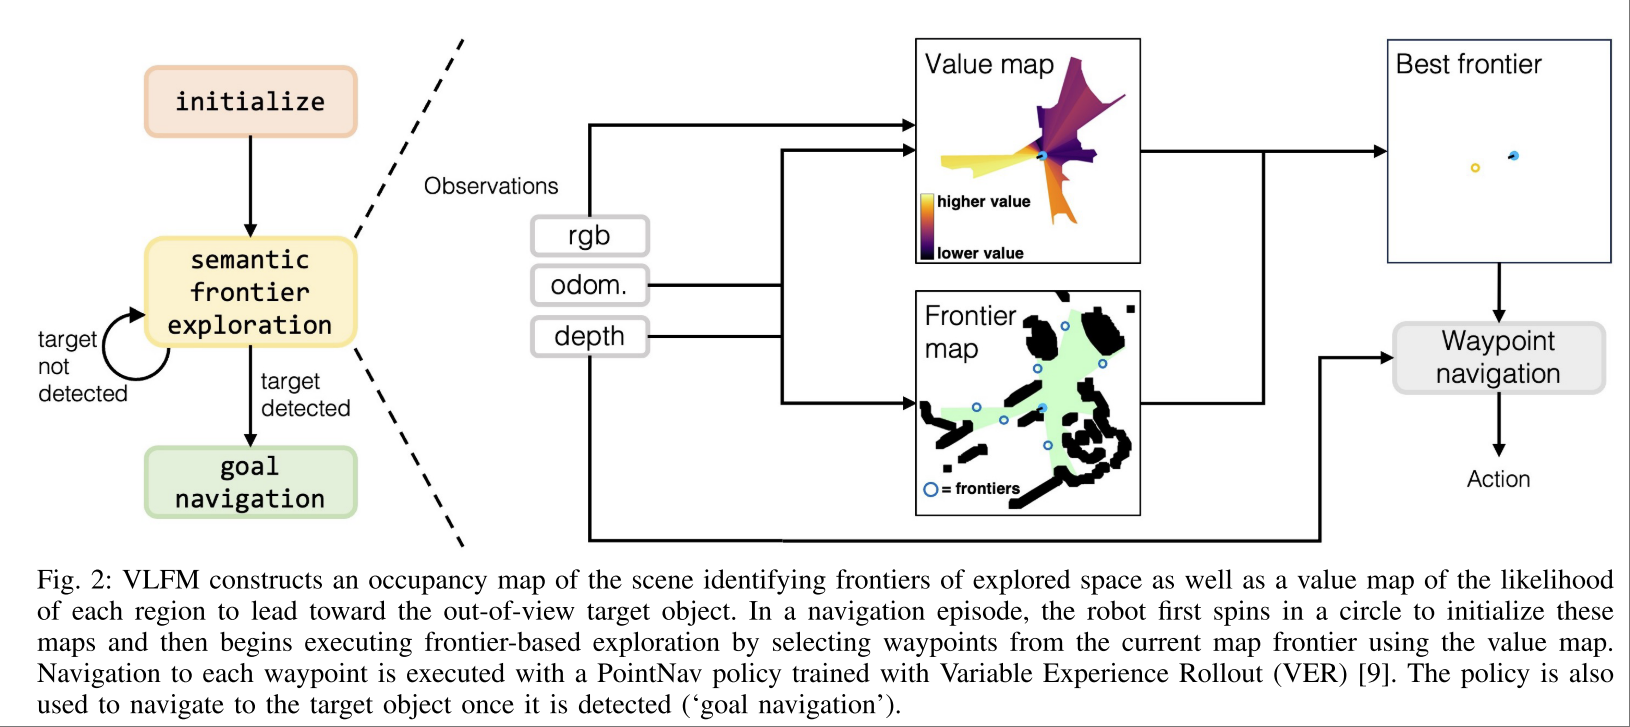 initialize
semantic
frontier
exploration
target
not
detected
target
detected
goal
navigation
Observations
rgb
odom.
depth
Value map
higher value
lower value
Frontier
map
= frontiers
Best frontier
Waypoint
navigation
Action
Fig. 2: VLFM constructs an occupancy map of the scene identifying frontiers of explored space as well as a value map of the likelihood
of each region to lead toward the out-of-view target object. In a navigation episode, the robot first spins in a circle to initialize these
maps and then begins executing frontier-based exploration by selecting waypoints from the current map frontier using the value map.
Navigation to each waypoint is executed with a PointNav policy trained with Variable Experience Rollout (VER) [9]. The policy is also
used to navigate to the target object once it is detected (‘goal navigation’).